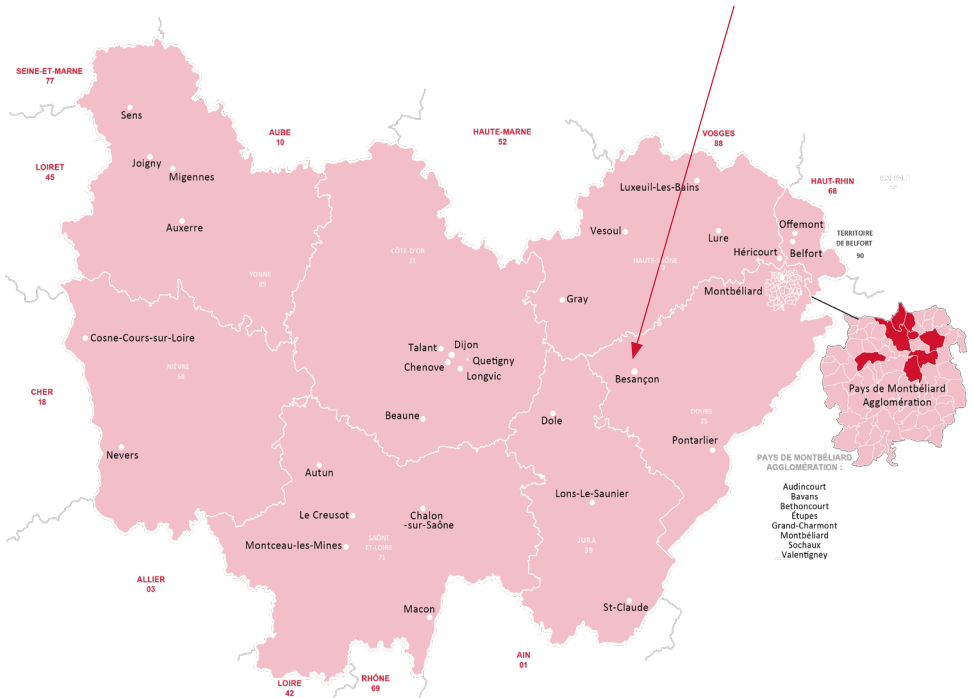 SEINE-ET-MARNE
77
Sens
AUBE
10
HAUTE-MARNE
52
VOSGES
88
LOIRET
45
Joigny
Migennes
Luxeuil-Les-Bains
HAUT-RHIN
68
Auxerre
Vesoul
Lure
Offemont
TERRITOIRE
DE BELFORT
90
Belfort
Héricourt
CÔTE-D'OR
21
HAUTE-SAÔNE
YONNE
89
Montbéliard
Gray
Cosne-Cours-sur-Loire
Talant
Dijon
Chenove
Quetigny
Longvic
NIÈVRE
58
Besançon
CHER
18
Pays de Montbéliard
Agglomération
Beaune
Dole
DOUBS
25
Pontarlier
Nevers
Autun
PAYS DE MONTBÉLIARD
AGGLOMÉRATION :
Audincourt
Bavans
Bethoncourt
Étupes
Grand-Charmont
Montbéliard
Sochaux
Valentigney
Lons-Le-Saunier
Le Creusot
Chalon
-sur-Saône
Montceau-les-Mines
SAÔNE
-ET-LOIRE
71
JURA
39
ALLIER
03
Macon
St-Claude
AIN
01
LOIRE
42
RHÔNE
69